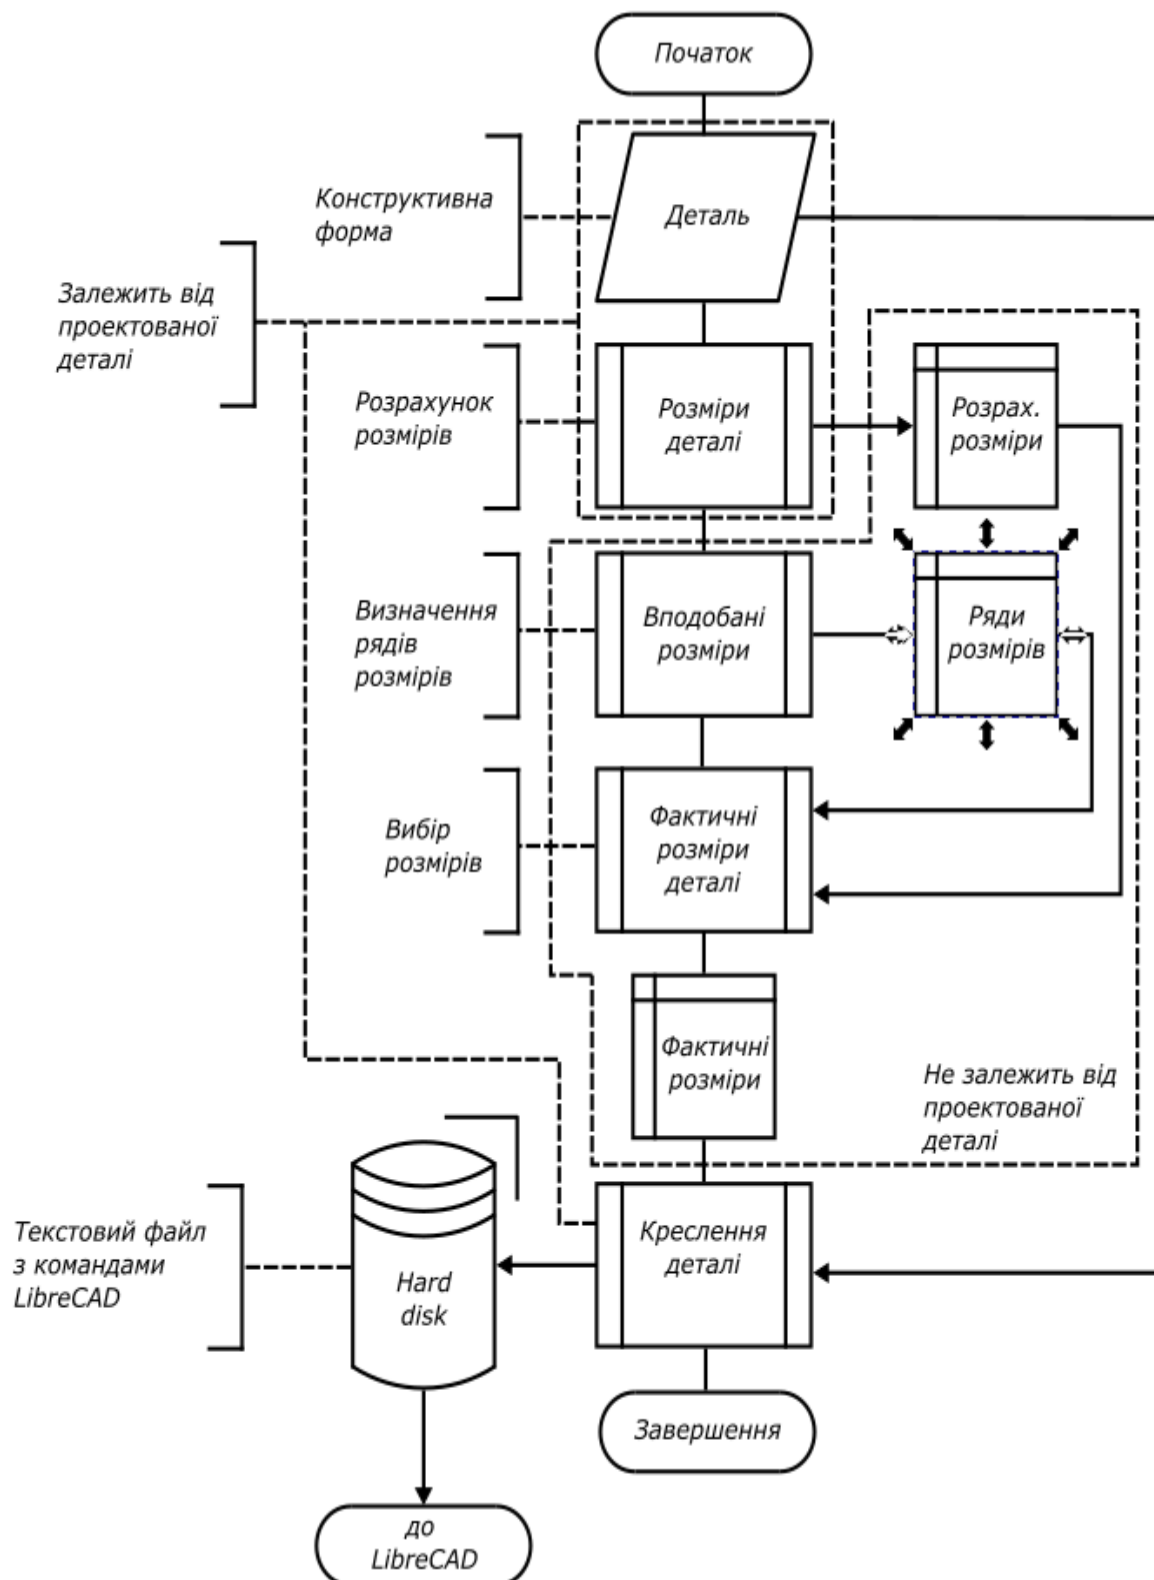 Початок
Конструктивна
форма
Деталь
Залежить від
проектованої
деталі
Розрахунок
розмірів
Розміри
деталі
Розрах.
розміри
Визначення
рядів
розмірів
Вподобані
розміри
Ряди
розмірів
Вибір
розмірів
Фактичні
розміри
деталі
Фактичні
розміри
Не залежить від
проектованої
деталі
Текстовий файл
з командами
LibreCAD
Hard
disk
Креслення
деталі
Завершення
до
LibreCAD